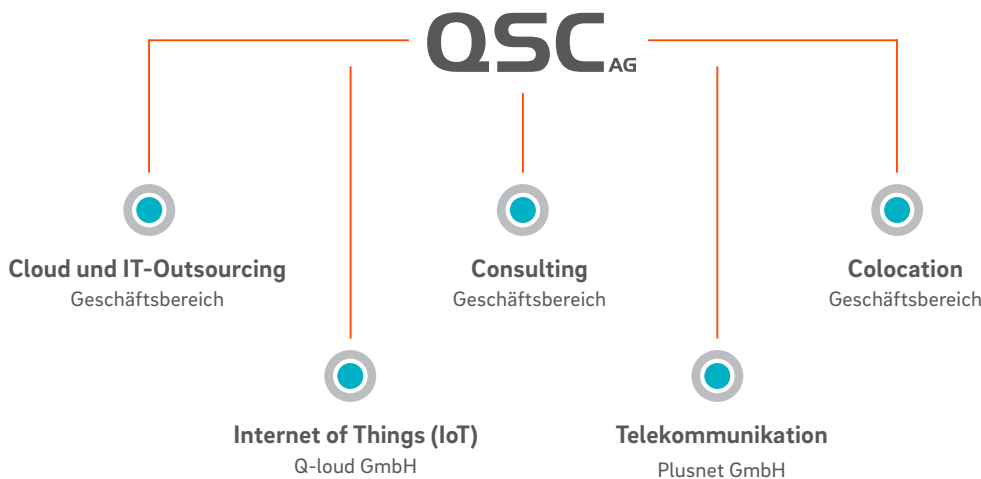 QSC AG
Cloud und IT-Outsourcing
Geschäftsbereich
Consulting
Geschäftsbereich
Colocation
Geschäftsbereich
Internet of Things (IoT)
Q-loud GmbH
Telekommunikation
Plusnet GmbH